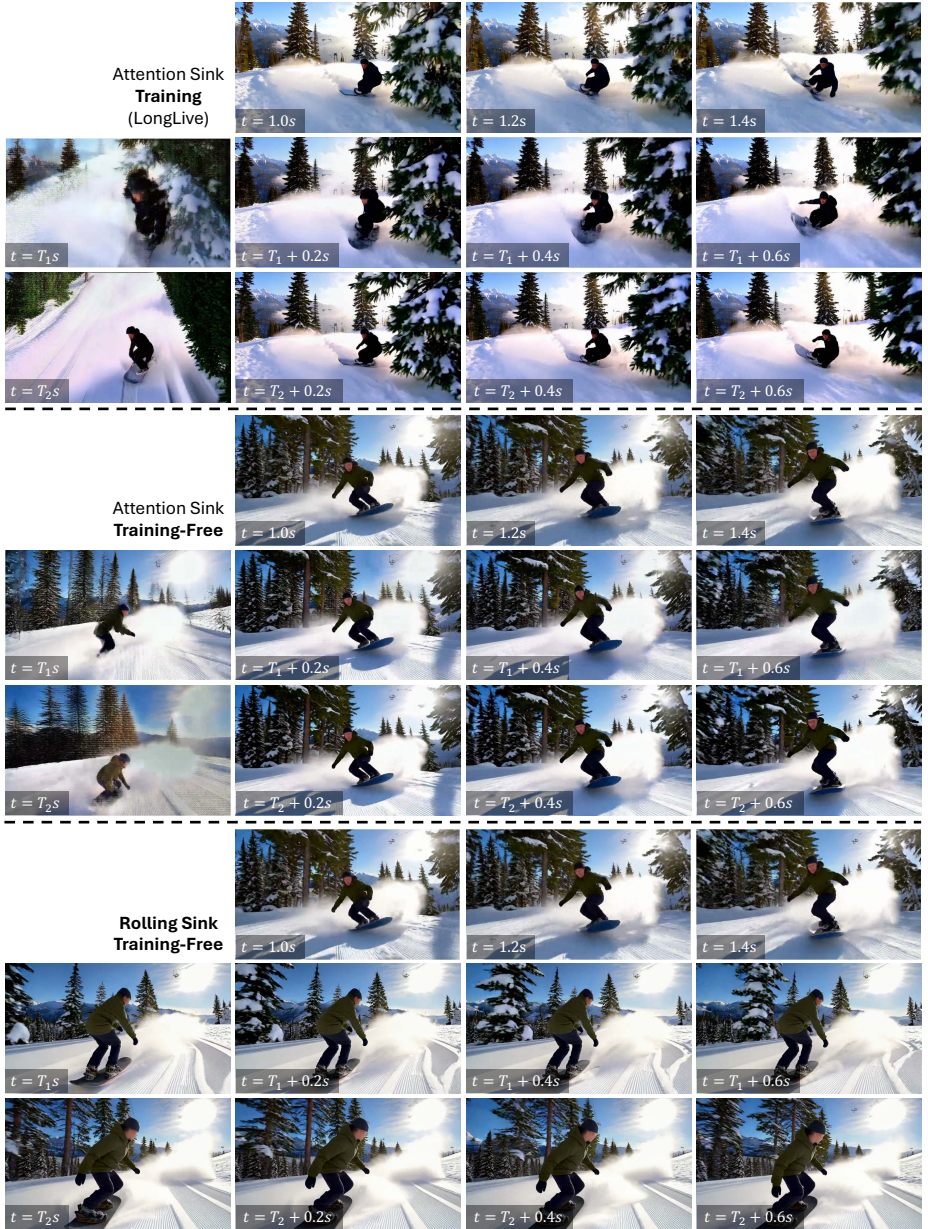 Attention Sink
Training
(LongLive)
t = 1.0s
t = 1.2s
t = 1.4s
t = T₁s
t = T₁ + 0.2s
t = T₁ + 0.4s
t = T₁ + 0.6s
t = T₂s
t = T₂ + 0.2s
t = T₂ + 0.4s
t = T₂ + 0.6s
Attention Sink
Training-Free
t = 1.0s
t = 1.2s
t = 1.4s
t = T₁s
t = T₁ + 0.2s
t = T₁ + 0.4s
t = T₁ + 0.6s
t = T₂s
t = T₂ + 0.2s
t = T₂ + 0.4s
t = T₂ + 0.6s
Rolling Sink
Training-Free
t = 1.0s
t = 1.2s
t = 1.4s
t = T₁s
t = T₁ + 0.2s
t = T₁ + 0.4s
t = T₁ + 0.6s
t = T₂s
t = T₂ + 0.2s
t = T₂ + 0.4s
t = T₂ + 0.6s